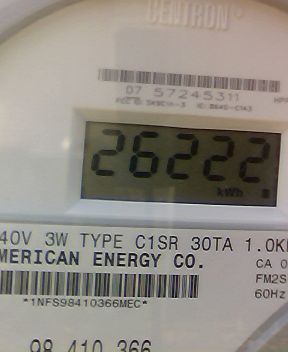 CENTRON®
07 57245311
26222
kWh
40V 3W TYPE C1SR 30TA 1.0K
MERICAN ENERGY CO.
CA 0
FM2S
60Hz
*1NFS98410366MEC*
98 410 366